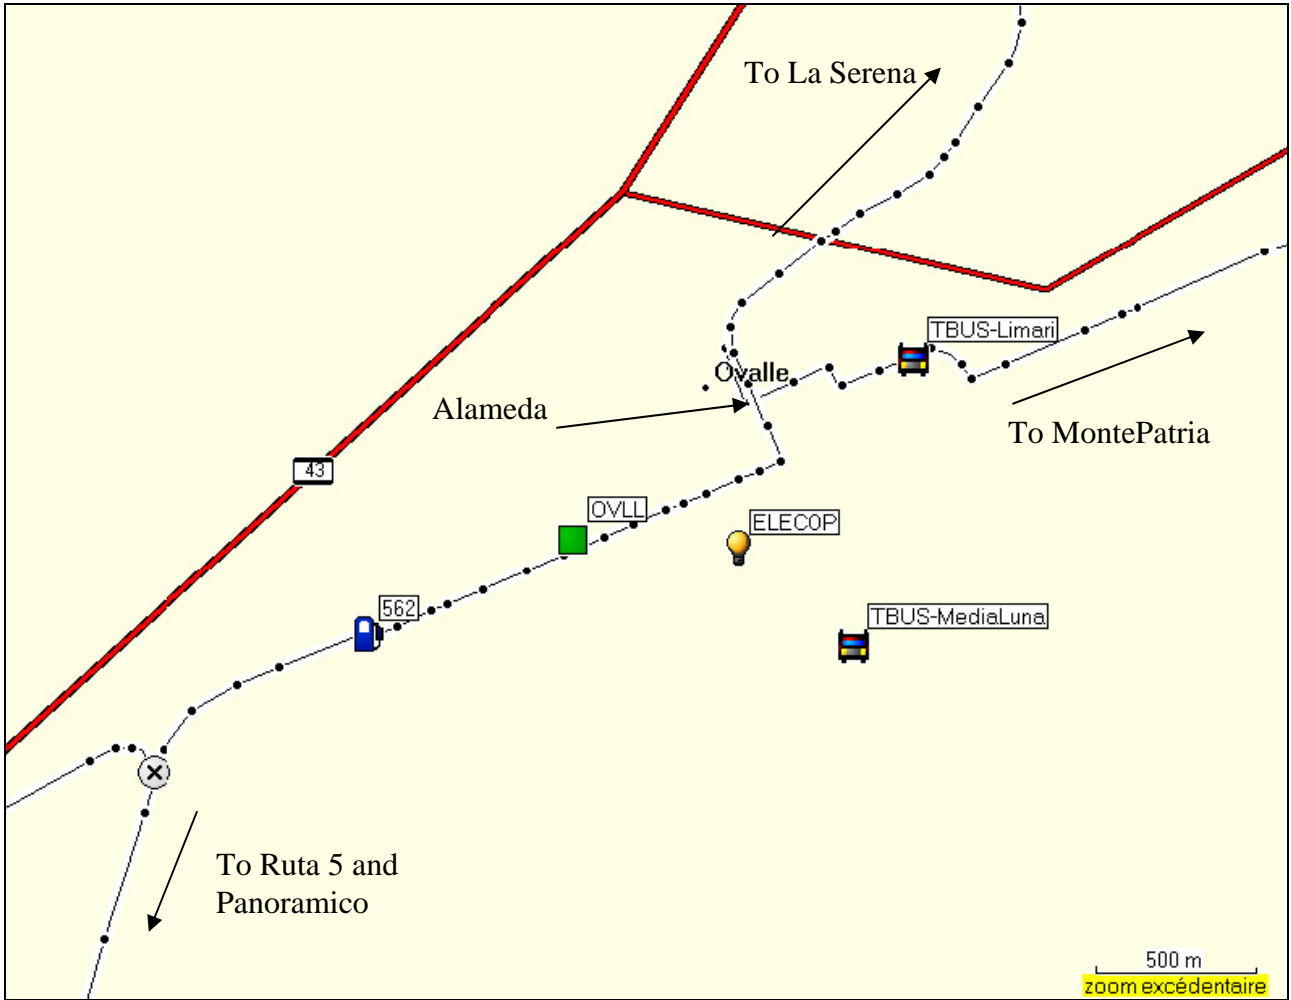 To La Serena
TBUS-Limari
Ovalle
Alameda
To MontePatria
43
OVLL
ELECOP
562
TBUS-MediaLuna
To Ruta 5 and
Panoramico
500 m
zoom excédentaire